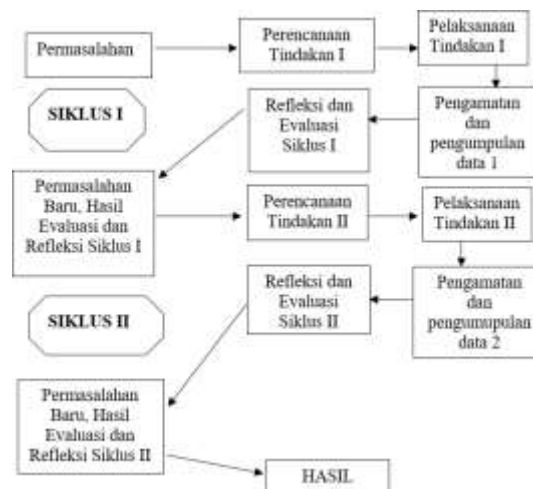 Permasalahan
Perencanaan
Tindakan I
Pelaksanaan
Tindakan I
SIKLUS I
Refleksi dan
Evaluasi
Siklus I
Pengamatan
dan
pengumpulan
data 1
Permasalahan
Baru, Hasil
Evaluasi dan
Refleksi Siklus I
Perencanaan
Tindakan II
Pelaksanaan
Tindakan II
SIKLUS II
Refleksi dan
Evaluasi
Siklus II
Pengamatan
dan
pengumupulan
data 2
Permasalahan
Baru, Hasil
Evaluasi dan
Refleksi Siklus II
HASIL